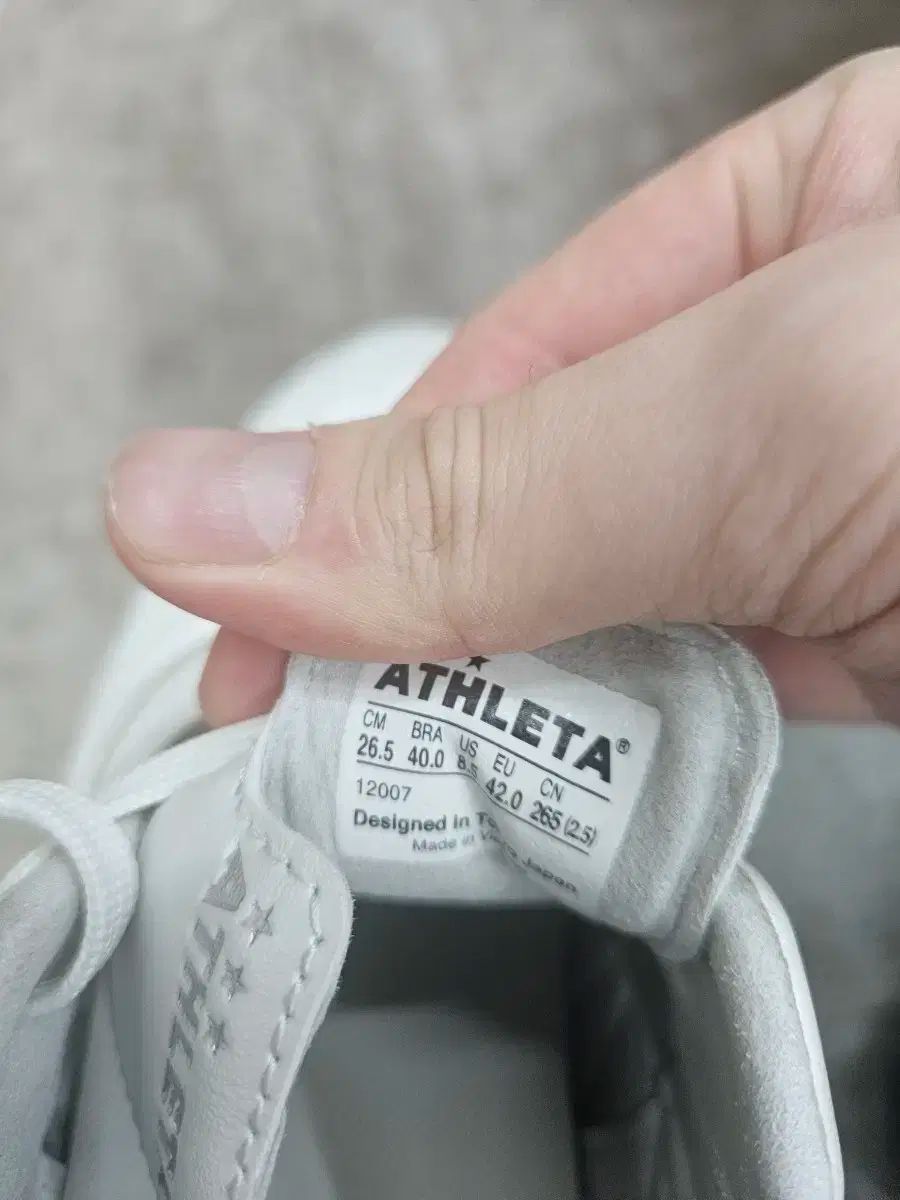 ATHLETA®
CM BRA US EU CN
26.5 40.0 8.5 42.0 265 (2.5)
12007
Designed in
Made in
Japan
ATHLETA